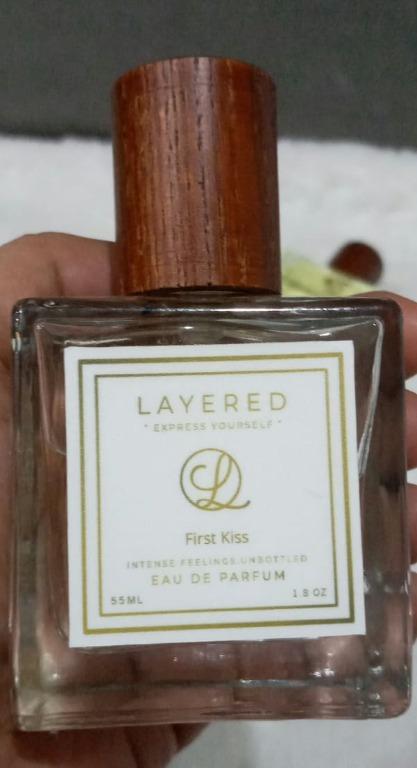 LAYERED
" EXPRESS YOURSELF "
L
First Kiss
INTENSE FEELINGS.UNBOTTLED
EAU DE PARFUM
55ML 1.8 OZ